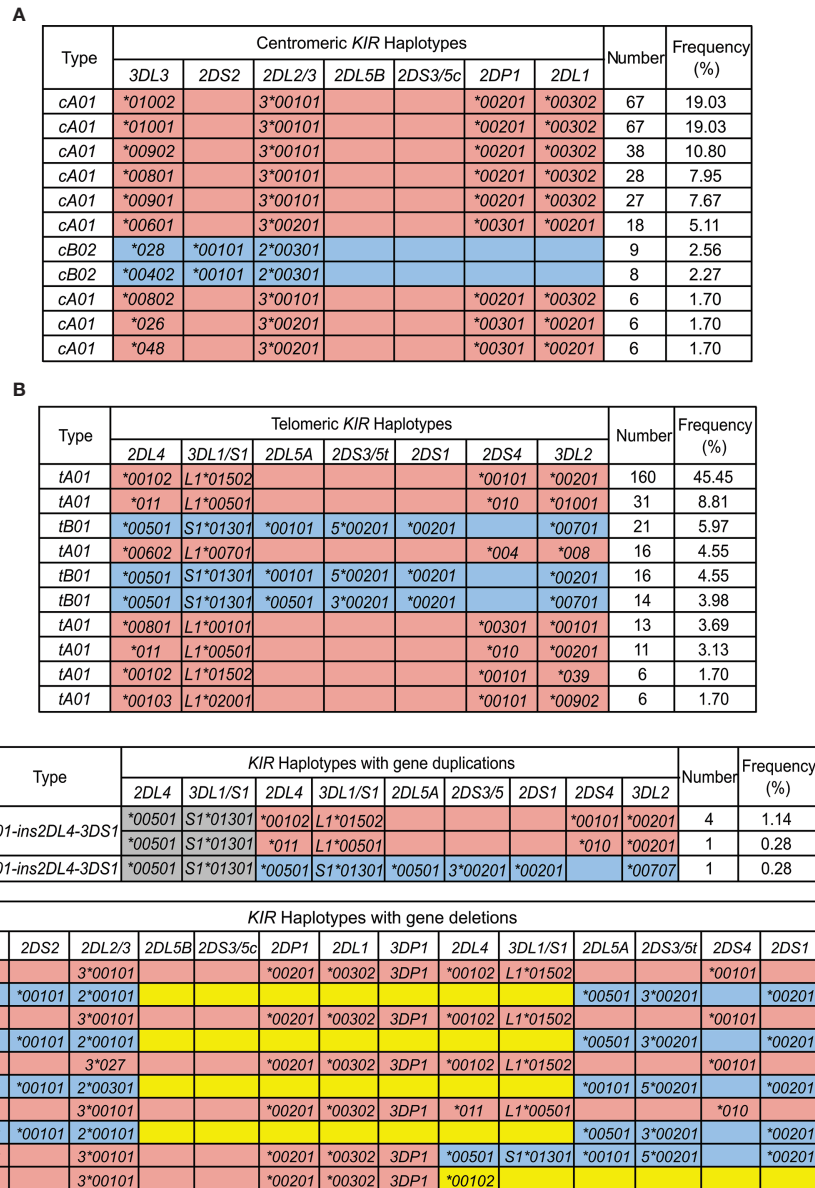 A
Type Centromeric KIR Haplotypes Number Frequency (%)
3DL3 2DS2 2DL2/3 2DL5B 2DS3/5c 2DP1 2DL1
cA01 *01002 3*00101 *00201 *00302 67 19.03
cA01 *01001 3*00101 *00201 *00302 67 19.03
cA01 *00902 3*00101 *00201 *00302 38 10.80
cA01 *00801 3*00101 *00201 *00302 28 7.95
cA01 *00901 3*00101 *00201 *00302 27 7.67
cA01 *00601 3*00201 *00301 *00201 18 5.11
cB02 *028 *00101 2*00301 9 2.56
cB02 *00402 *00101 2*00301 8 2.27
cA01 *00802 3*00101 *00201 *00302 6 1.70
cA01 *026 3*00201 *00301 *00201 6 1.70
cA01 *048 3*00201 *00301 *00201 6 1.70
B
Type Telomeric KIR Haplotypes Number Frequency (%)
2DL4 3DL1/S1 2DL5A 2DS3/5t 2DS1 2DS4 3DL2
tA01 *00102 L1*01502 *00101 *00201 160 45.45
tA01 *011 L1*00501 *010 *01001 31 8.81
tB01 *00501 S1*01301 *00101 5*00201 *00201 *00701 21 5.97
tA01 *00602 L1*00701 *004 *008 16 4.55
tB01 *00501 S1*01301 *00101 5*00201 *00201 *00201 16 4.55
tB01 *00501 S1*01301 *00501 3*00201 *00201 *00701 14 3.98
tA01 *00801 L1*00101 *00301 *00101 13 3.69
tA01 *011 L1*00501 *010 *00201 11 3.13
tA01 *00102 L1*01502 *00101 *039 6 1.70
tA01 *00103 L1*02001 *00101 *00902 6 1.70
Type KIR Haplotypes with gene duplications Number Frequency (%)
2DL4 3DL1/S1 2DL4 3DL1/S1 2DL5A 2DS3/5 2DS1 2DS4 3DL2
01-ins2DL4-3DS1 *00501 S1*01301 *00102 L1*01502 *00101 *00201 4 1.14
*00501 S1*01301 *011 L1*00501 *010 *00201 1 0.28
01-ins2DL4-3DS1 *00501 S1*01301 *00501 S1*01301 *00501 3*00201 *00201 *00707 1 0.28
KIR Haplotypes with gene deletions
2DS2 2DL2/3 2DL5B 2DS3/5c 2DP1 2DL1 3DP1 2DL4 3DL1/S1 2DL5A 2DS3/5t 2DS4 2DS1
3*00101 *00201 *00302 3DP1 *00102 L1*01502 *00101
*00101 2*00101 *00501 3*00201 *00201
3*00101 *00201 *00302 3DP1 *00102 L1*01502 *00101
*00101 2*00101 *00501 3*00201 *00201
3*027 *00201 *00302 3DP1 *00102 L1*01502 *00101
*00101 2*00301 *00101 5*00201 *00201
3*00101 *00201 *00302 3DP1 *011 L1*00501 *010
*00101 2*00101 *00501 3*00201 *00201
3*00101 *00201 *00302 3DP1 *00501 S1*01301 *00101 5*00201 *00201
3*00101 *00201 *00302 3DP1 *00102